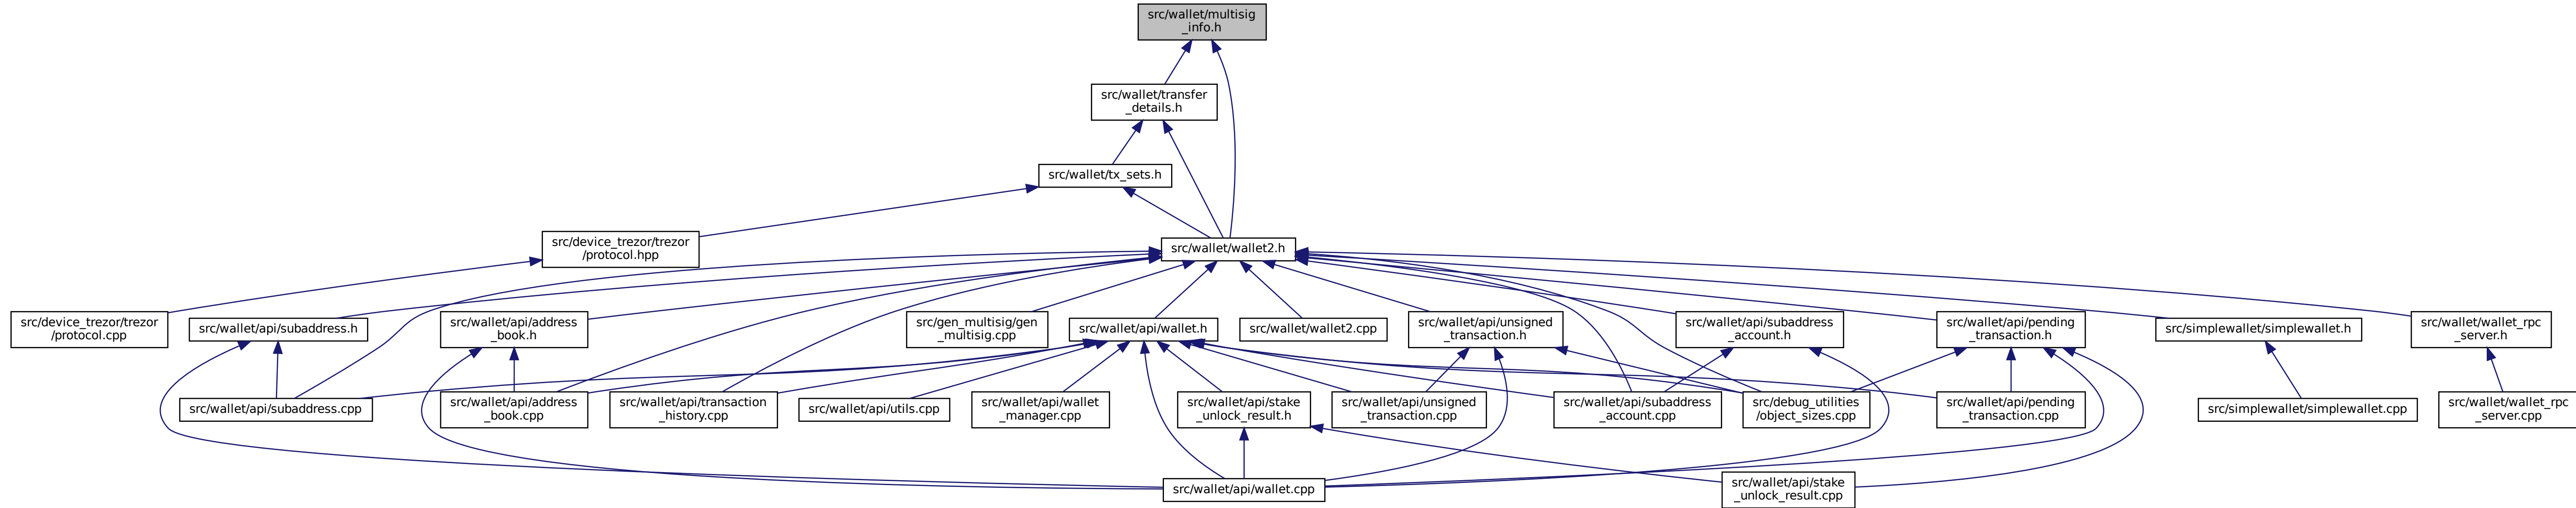 src/wallet/multisig
_info.h
src/wallet/transfer
_details.h
src/wallet/tx_sets.h
src/device_trezor/trezor
/protocol.hpp
src/wallet/wallet2.h
src/device_trezor/trezor
/protocol.cpp
src/wallet/api/subaddress.h
src/wallet/api/address
_book.h
src/gen_multisig/gen
_multisig.cpp
src/wallet/api/wallet.h
src/wallet/wallet2.cpp
src/wallet/api/unsigned
_transaction.h
src/wallet/api/subaddress
_account.h
src/wallet/api/pending
_transaction.h
src/simplewallet/simplewallet.h
src/wallet/wallet_rpc
_server.h
src/wallet/api/subaddress.cpp
src/wallet/api/address
_book.cpp
src/wallet/api/transaction
_history.cpp
src/wallet/api/utils.cpp
src/wallet/api/wallet
_manager.cpp
src/wallet/api/stake
_unlock_result.h
src/wallet/api/unsigned
_transaction.cpp
src/wallet/api/subaddress
_account.cpp
src/debug_utilities
/object_sizes.cpp
src/wallet/api/pending
_transaction.cpp
src/simplewallet/simplewallet.cpp
src/wallet/wallet_rpc
_server.cpp
src/wallet/api/wallet.cpp
src/wallet/api/stake
_unlock_result.cpp